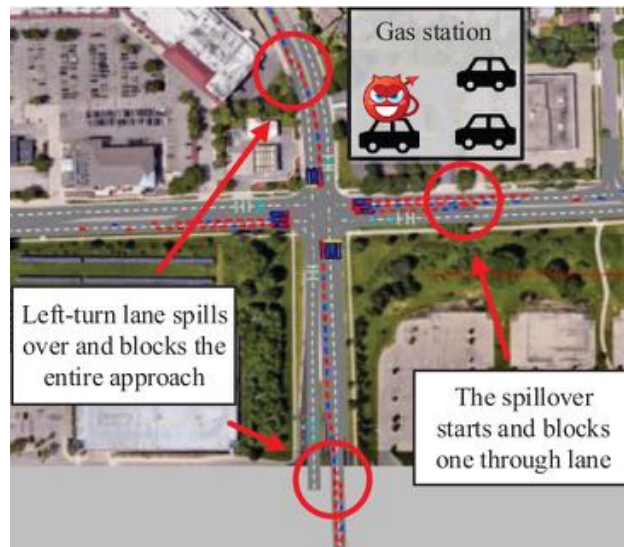 Gas station
Left-turn lane spills
over and blocks the
entire approach
The spillover
starts and blocks
one through lane